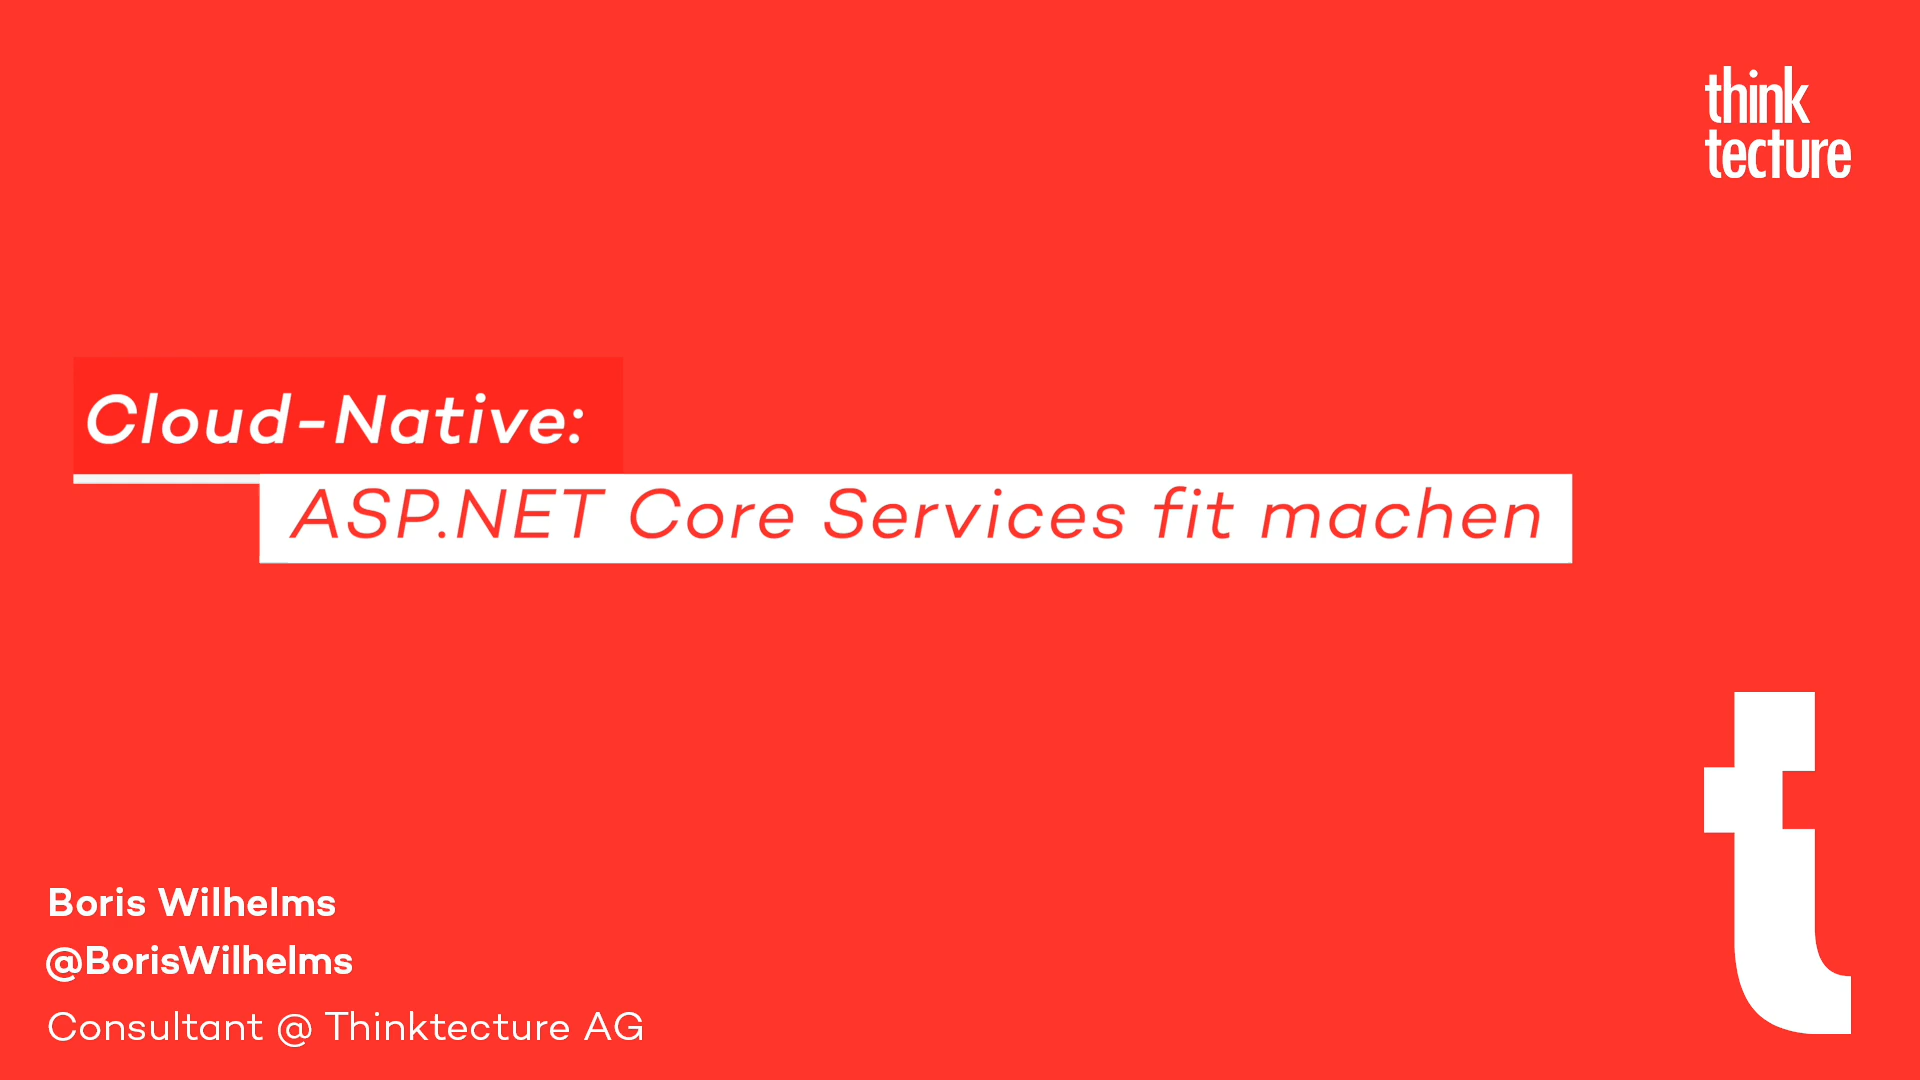 think
tecture
Cloud-Native:
ASP.NET Core Services fit machen
t
Boris Wilhelms
@BorisWilhelms
Consultant @ Thinktecture AG